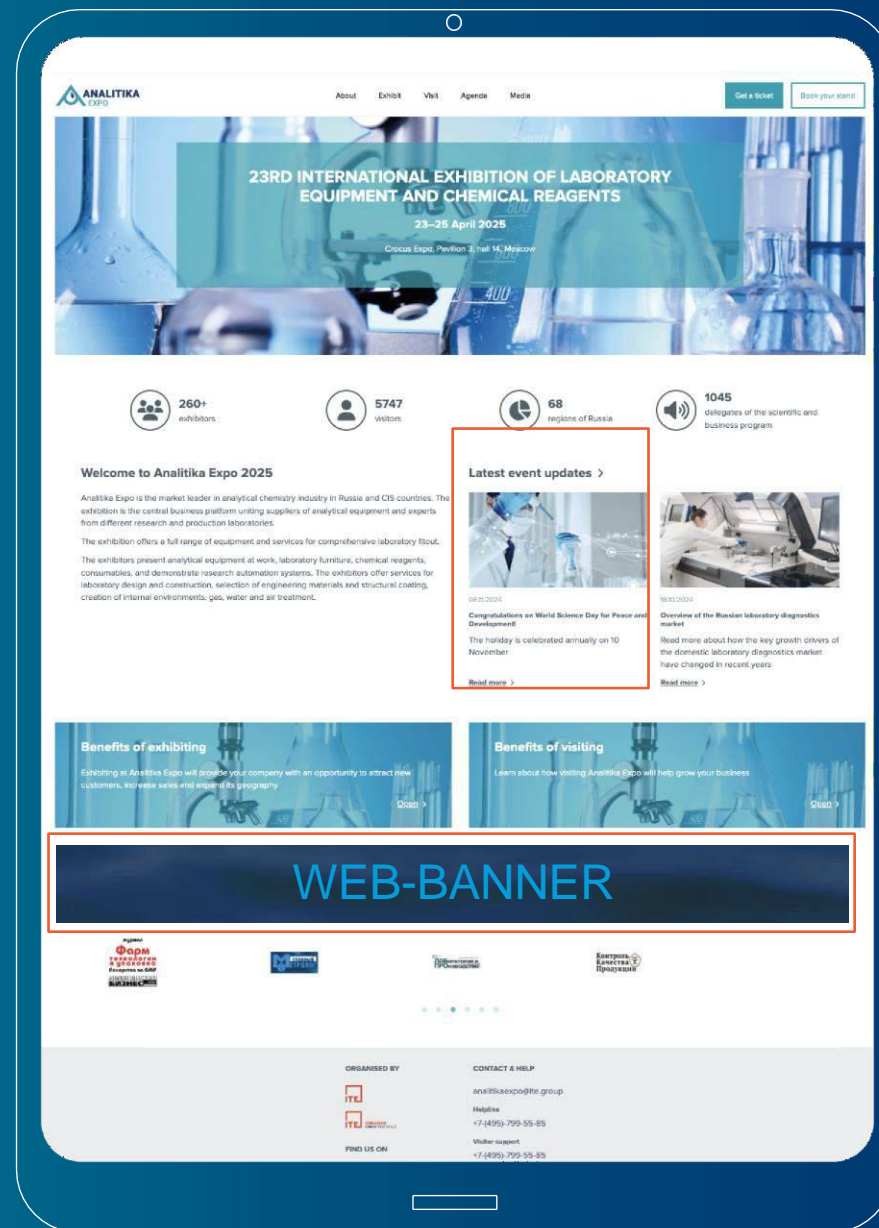 ANALITIKA
EXPO
About
Exhibit
Visit
Agenda
Media
Get a ticket
Book your stand
23RD INTERNATIONAL EXHIBITION OF LABORATORY
EQUIPMENT AND CHEMICAL REAGENTS
23–25 April 2025
Crocus Expo, Pavilion 3, hall 14, Moscow
600
400
260+
exhibitors
5747
visitors
68
regions of Russia
1045
delegates of the scientific and
business program
Welcome to Analitika Expo 2025
Analitika Expo is the market leader in analytical chemistry industry in Russia and CIS countries. The
exhibition is the central business platform uniting suppliers of analytical equipment and experts
from different research and production laboratories.
The exhibition offers a full range of equipment and services for comprehensive laboratory fitout.
The exhibitors present analytical equipment at work, laboratory furniture, chemical reagents,
consumables, and demonstrate research automation systems. The exhibitors offer services for
laboratory design and construction, selection of engineering materials and structural coating,
creation of internal environments, gas, water and air treatment.
Latest event updates >
08.11.2024
Congratulations on World Science Day for Peace and
Development!
The holiday is celebrated annually on 10
November
Read more >
18.10.2024
Overview of the Russian laboratory diagnostics
market
Read more about how the key growth drivers of
the domestic laboratory diagnostics market
have changed in recent years
Read more >
Benefits of exhibiting
Exhibiting at Analitika Expo will provide your company with an opportunity to attract new
customers, increase sales and expand its geography
Open >
Benefits of visiting
Learn about how visiting Analitika Expo will help grow your business
Open >
WEB-BANNER
Фарм
БИЗНЕС
Контроль
Качества
Продукции
ORGANISED BY
ITE
ITE
FIND US ON
CONTACT & HELP
analitikaexpo@ite.group
Helpline
+7-(495)-799-55-85
Visitor support
+7-(495)-799-55-85